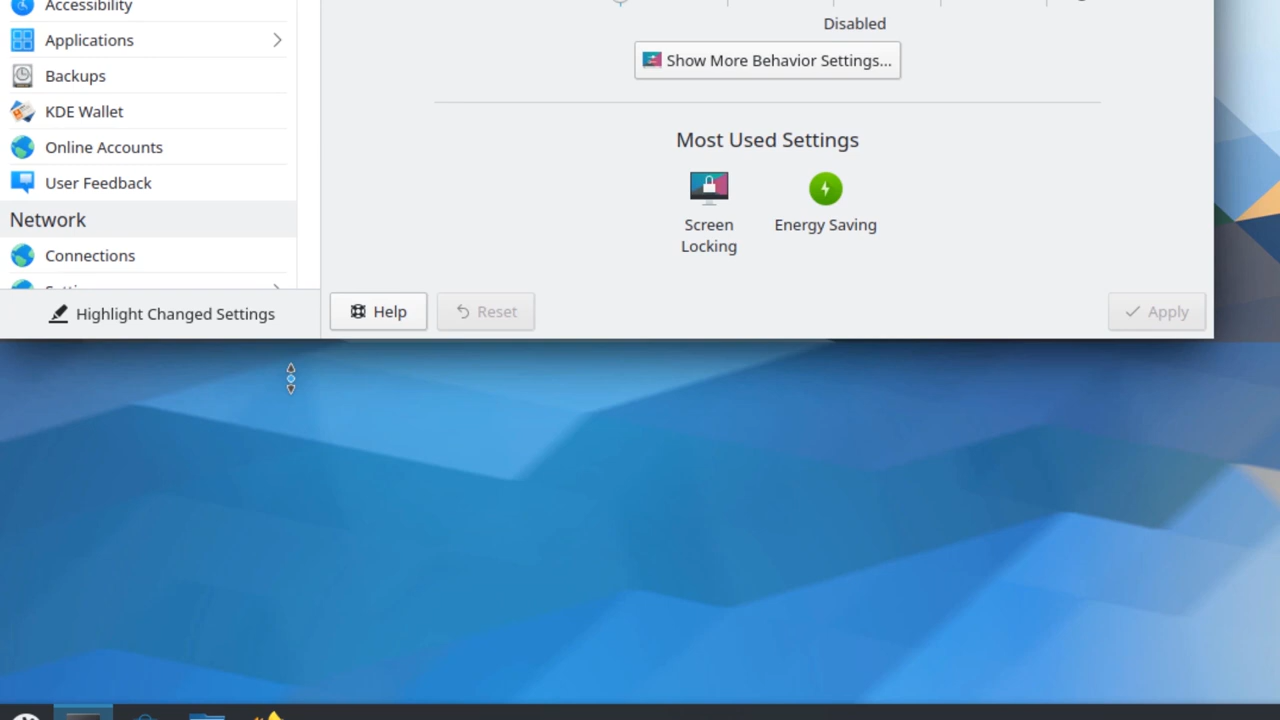 Accessibility
Applications
Backups
KDE Wallet
Online Accounts
User Feedback
Network
Connections
Highlight Changed Settings
Disabled
Show More Behavior Settings...
Most Used Settings
Screen
Locking
Energy Saving
Help
Reset
Apply